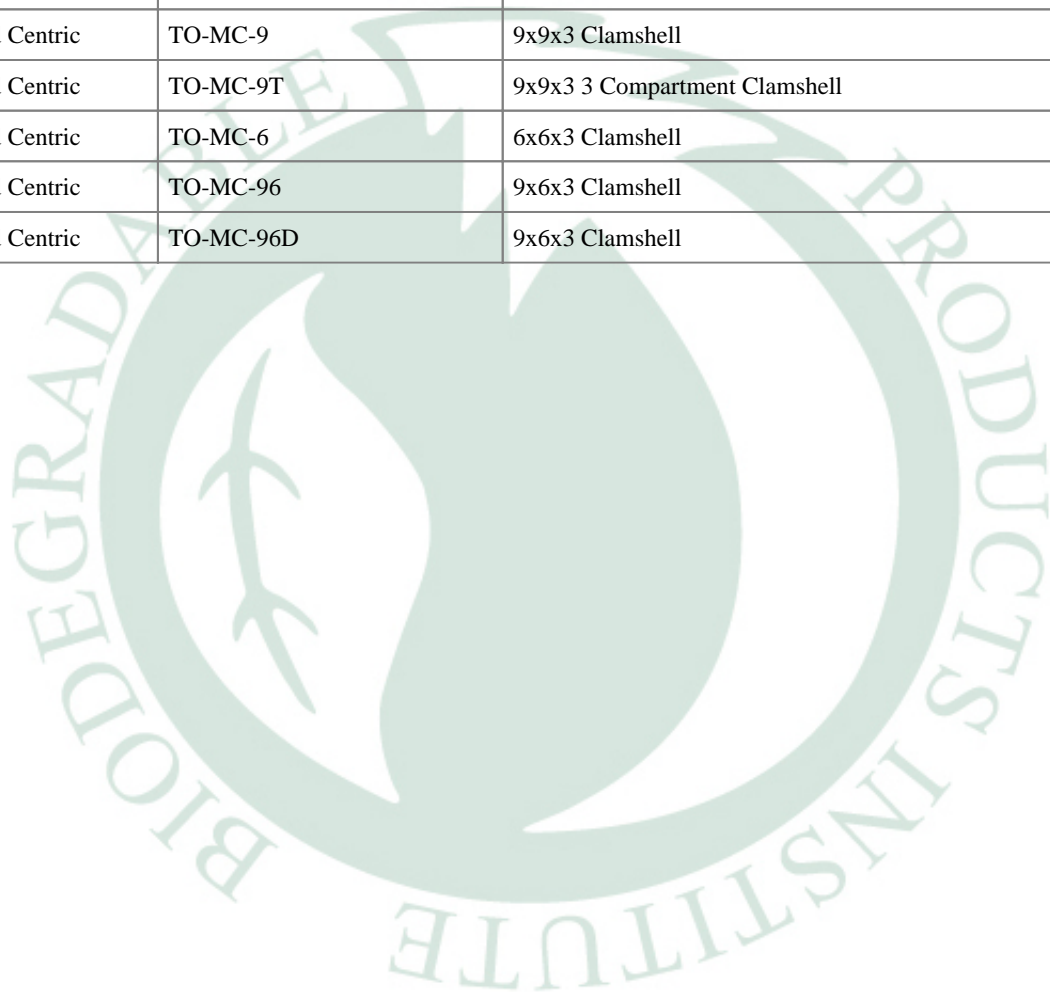 Centric TO-MC-9 9x9x3 Clamshell
Centric TO-MC-9T 9x9x3 3 Compartment Clamshell
Centric TO-MC-6 6x6x3 Clamshell
Centric TO-MC-96 9x6x3 Clamshell
Centric TO-MC-96D 9x6x3 Clamshell
BIODEGRADABLE PRODUCTS INSTITUTE